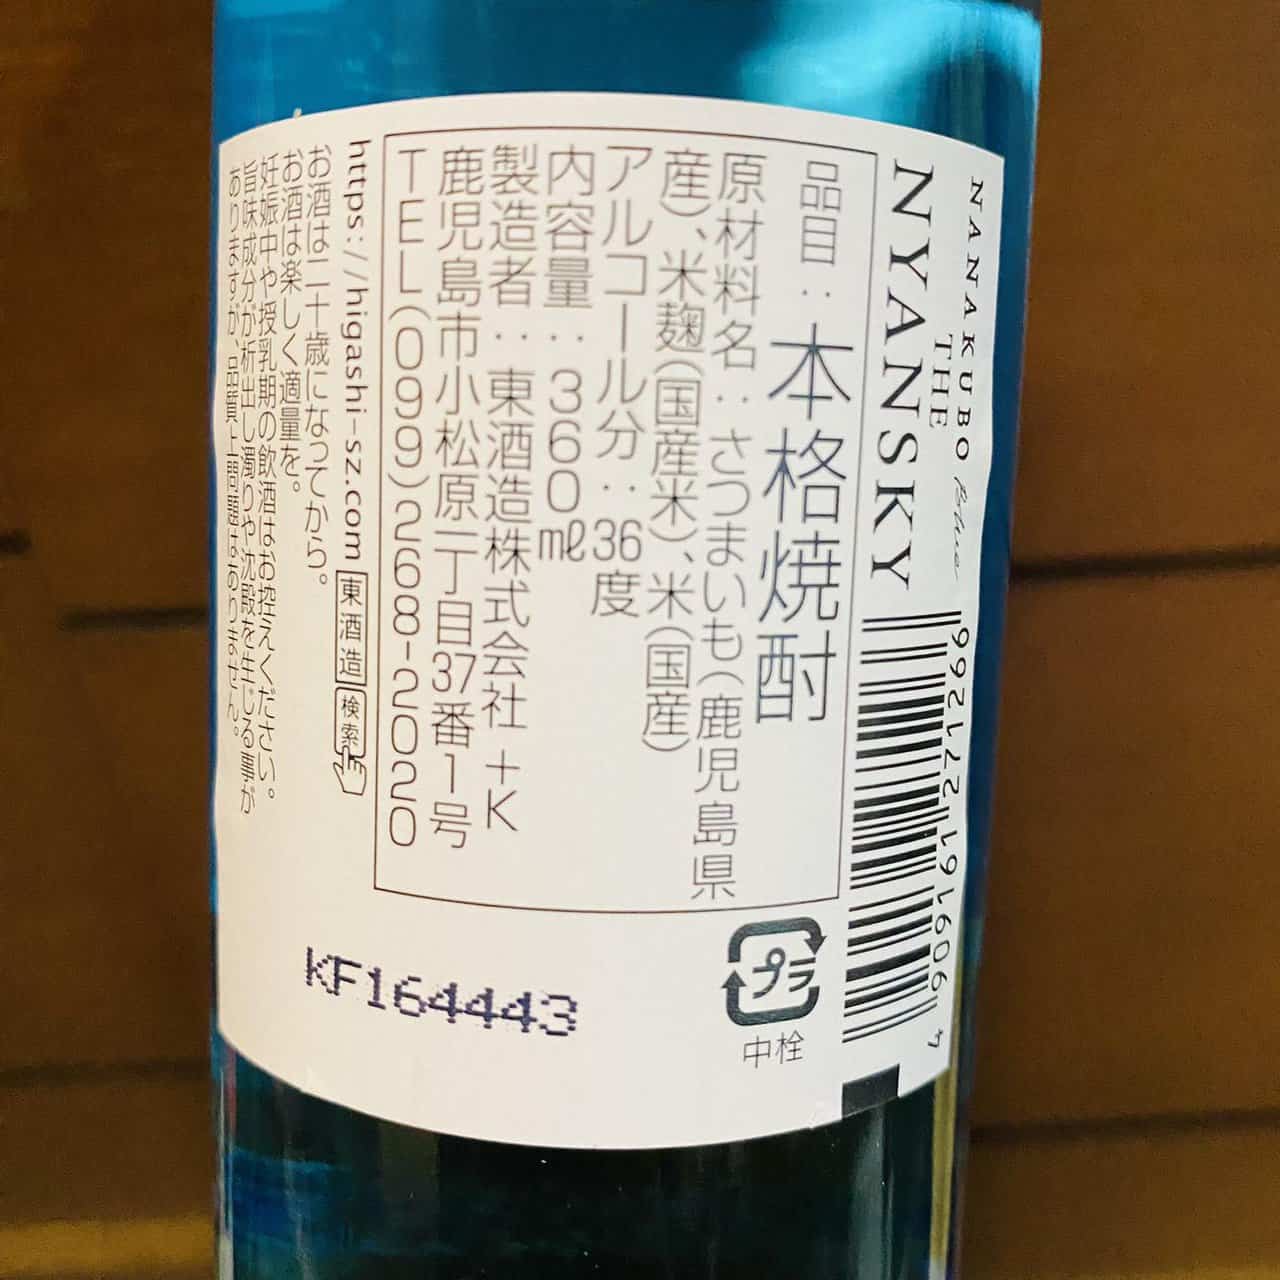 NANAKUBO Blue
THE
NYANSKY
品目：本格焼酎
原材料名：さつまいも(鹿児島県
産)、米麹(国産米)、米(国産)
アルコール分：36度
内容量：360㎖
製造者：東酒造株式会社 +K
鹿児島市小松原一丁目37番1号
TEL(099)268-2020
https://higashi-sz.com 東酒造 検索
お酒は二十歳になってから。
お酒は楽しく適量を。
妊娠中や授乳期の飲酒はお控えください。
旨味成分が析出し濁りや沈殿を生じる事が
ありますが、品質上問題はありません。
プラ
中栓
KF164443